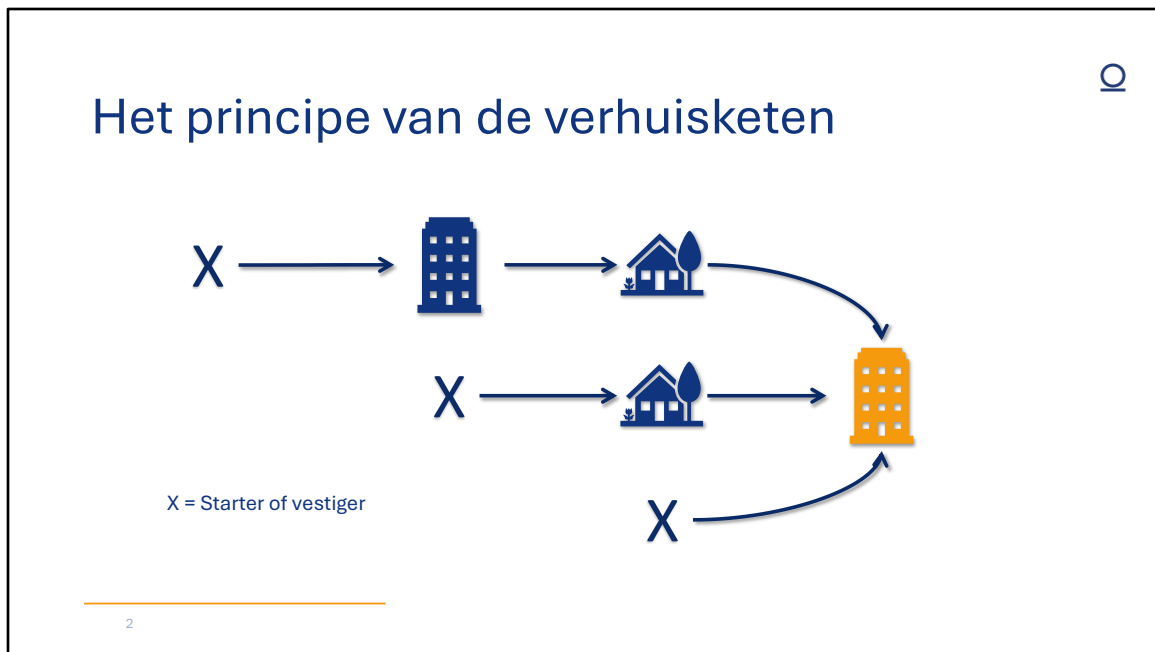 Het principe van de verhuisketen
X
X
X = Starter of vestiger
X
2